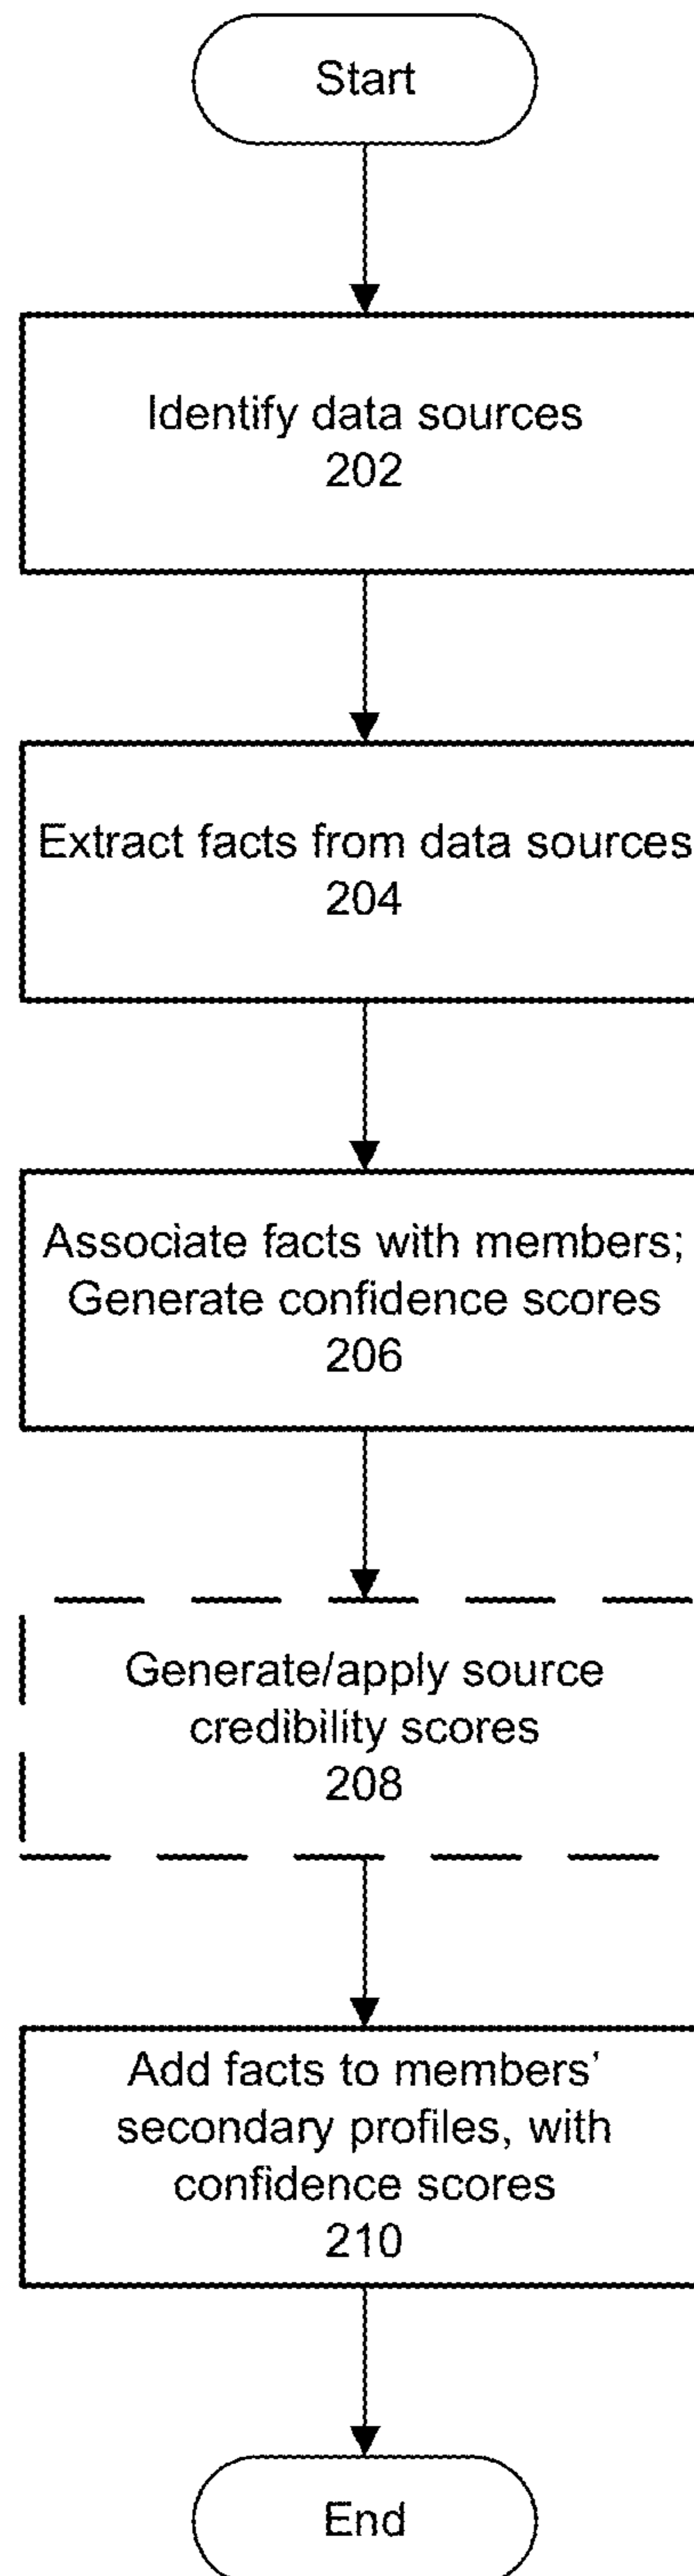 Start
Identify data sources
202
Extract facts from data sources
204
Associate facts with members;
Generate confidence scores
206
Generate/apply source
credibility scores
208
Add facts to members’
secondary profiles, with
confidence scores
210
End